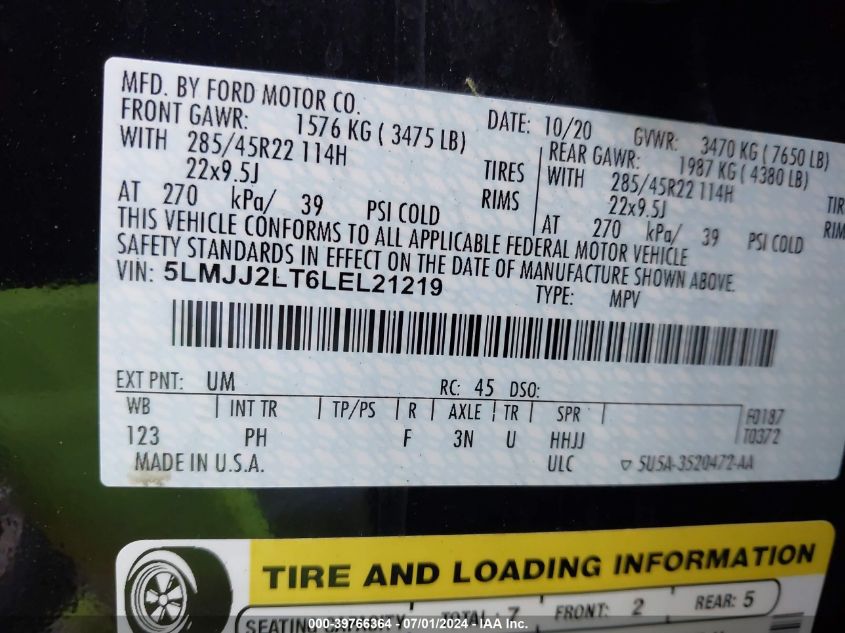 MFD. BY FORD MOTOR CO.
DATE: 10/20 GVWR: 3470 KG ( 7650 LB)
FRONT GAWR: 1576 KG ( 3475 LB)
REAR GAWR: 1987 KG ( 4380 LB)
WITH 285/45R22 114H TIRES
WITH 285/45R22 114H
22x9.5J RIMS
22x9.5J
AT 270 kPa/ 39 PSI COLD
AT 270 kPa/ 39 PSI COLD
THIS VEHICLE CONFORMS TO ALL APPLICABLE FEDERAL MOTOR VEHICLE
SAFETY STANDARDS IN EFFECT ON THE DATE OF MANUFACTURE SHOWN ABOVE.
VIN: 5LMJJ2LT6LEL21219
TYPE: MPV
EXT PNT: UM RC: 45 DSO:
WB INT TR TP/PS R AXLE TR SPR
F0187
123 PH F 3N U HHJJ
T0372
MADE IN U.S.A. ULC ▽ 5U5A-3520472-AA
TIRE AND LOADING INFORMATION
SEATING CAPACITY TOTAL: 7 FRONT: 2 REAR: 5
000-39766364 - 07/01/2024 - IAA Inc.